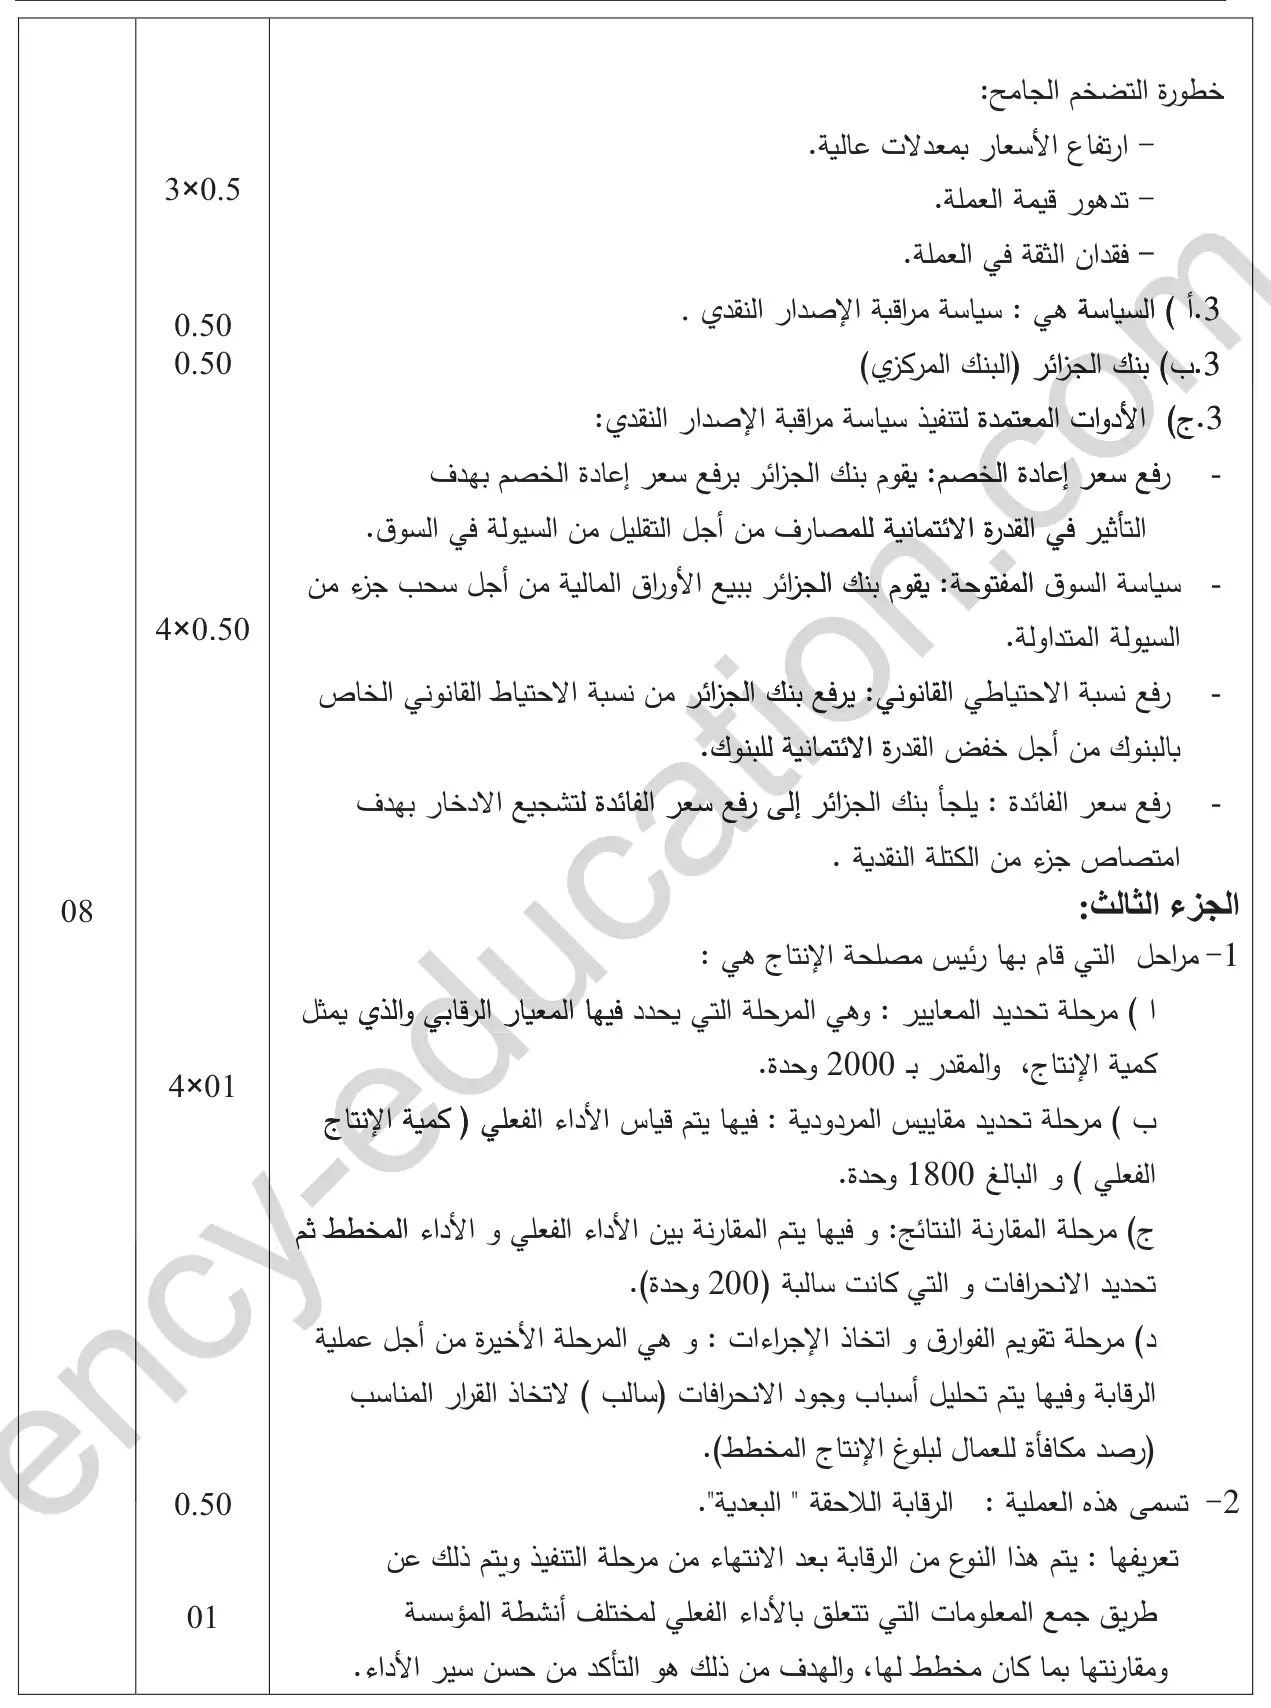 خطورة التضخم الجامح:
– ارتفاع الأسعار بمعدلات عالية.
3×0.5
– تدهور قيمة العملة.
– فقدان الثقة في العملة.
3.أ ) السياسة هي : سياسة مراقبة الإصدار النقدي .
0.50
3.ب) بنك الجزائر (البنك المركزي)
0.50
3.ج) الأدوات المعتمدة لتنفيذ سياسة مراقبة الإصدار النقدي:
- رفع سعر إعادة الخصم: يقوم بنك الجزائر برفع سعر إعادة الخصم بهدف
التأثير في القدرة الائتمانية للمصارف من أجل التقليل من السيولة في السوق.
- سياسة السوق المفتوحة: يقوم بنك الجزائر ببيع الأوراق المالية من أجل سحب جزء من
السيولة المتداولة.
4×0.50
- رفع نسبة الاحتياطي القانوني: يرفع بنك الجزائر من نسبة الاحتياط القانوني الخاص
بالبنوك من أجل خفض القدرة الائتمانية للبنوك.
- رفع سعر الفائدة : يلجأ بنك الجزائر إلى رفع سعر الفائدة لتشجيع الادخار بهدف
امتصاص جزء من الكتلة النقدية .
الجزء الثالث:
08
1– مراحل التي قام بها رئيس مصلحة الإنتاج هي :
ا ) مرحلة تحديد المعايير : وهي المرحلة التي يحدد فيها المعيار الرقابي والذي يمثل
كمية الإنتاج، والمقدر بـ 2000 وحدة.
4×01
ب ) مرحلة تحديد مقاييس المردودية : فيها يتم قياس الأداء الفعلي ( كمية الإنتاج
الفعلي ) و البالغ 1800 وحدة.
ج) مرحلة المقارنة النتائج: و فيها يتم المقارنة بين الأداء الفعلي و الأداء المخطط ثم
تحديد الانحرافات و التي كانت سالبة (200 وحدة).
د) مرحلة تقويم الفوارق و اتخاذ الإجراءات : و هي المرحلة الأخيرة من أجل عملية
الرقابة وفيها يتم تحليل أسباب وجود الانحرافات (سالب ) لاتخاذ القرار المناسب
(رصد مكافأة للعمال لبلوغ الإنتاج المخطط).
2– تسمى هذه العملية : الرقابة اللاحقة " البعدية".
0.50
تعريفها : يتم هذا النوع من الرقابة بعد الانتهاء من مرحلة التنفيذ ويتم ذلك عن
طريق جمع المعلومات التي تتعلق بالأداء الفعلي لمختلف أنشطة المؤسسة
01
ومقارنتها بما كان مخطط لها، والهدف من ذلك هو التأكد من حسن سير الأداء.
ency-education.com